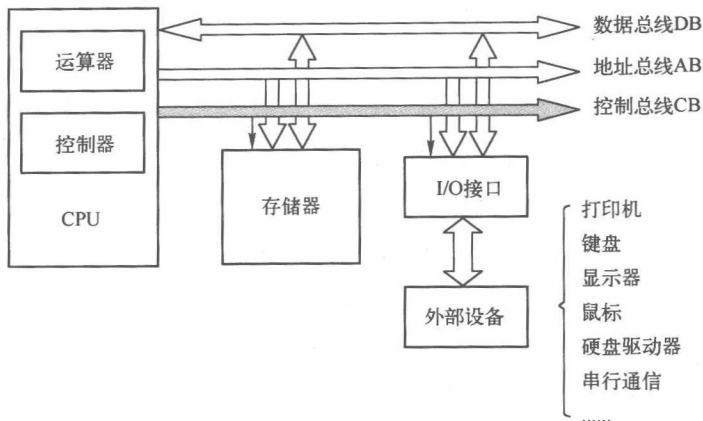 数据总线DB
运算器
地址总线AB
控制总线CB
控制器
存储器
I/O接口
CPU
打印机
键盘
显示器
外部设备
鼠标
硬盘驱动器
串行通信
……